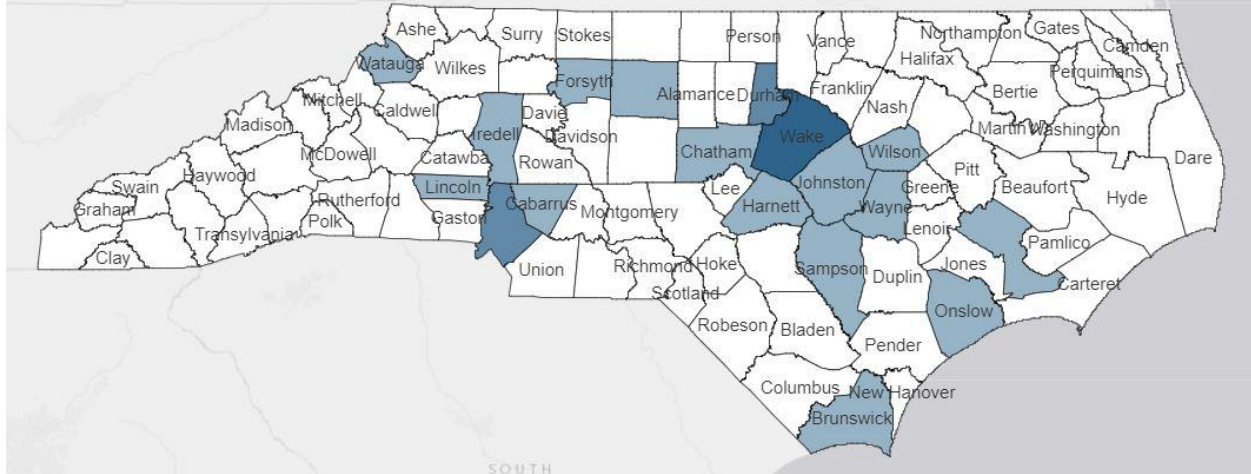 Ashe
Surry
Stokes
Person
Vance
Northampton
Gates
Camden
Watauga
Wilkes
Forsyth
Alamance
Durham
Franklin
Halifax
Bertie
Perquimans
Mitchell
Caldwell
Iredell
Davie
Davidson
Nash
Madison
McDowell
Catawba
Rowan
Chatham
Wake
Wilson
Martin
Washington
Dare
Swain
Haywood
Lincoln
Cabarrus
Lee
Johnston
Greene
Pitt
Beaufort
Hyde
Graham
Rutherford
Polk
Gaston
Montgomery
Harnett
Wayne
Lenoir
Pamlico
Transylvania
Clay
Union
Richmond
Hoke
Sampson
Duplin
Jones
Carteret
Scotland
Robeson
Bladen
Onslow
Pender
Columbus
New Hanover
Brunswick
SOUTH